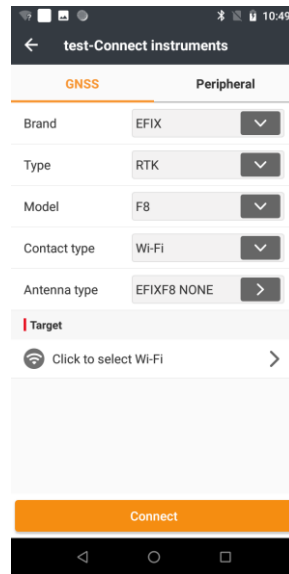 10:49
test-Connect instruments
GNSS Peripheral
Brand EFIX
Type RTK
Model F8
Contact type Wi-Fi
Antenna type EFIXF8 NONE
Target
Click to select Wi-Fi
Connect